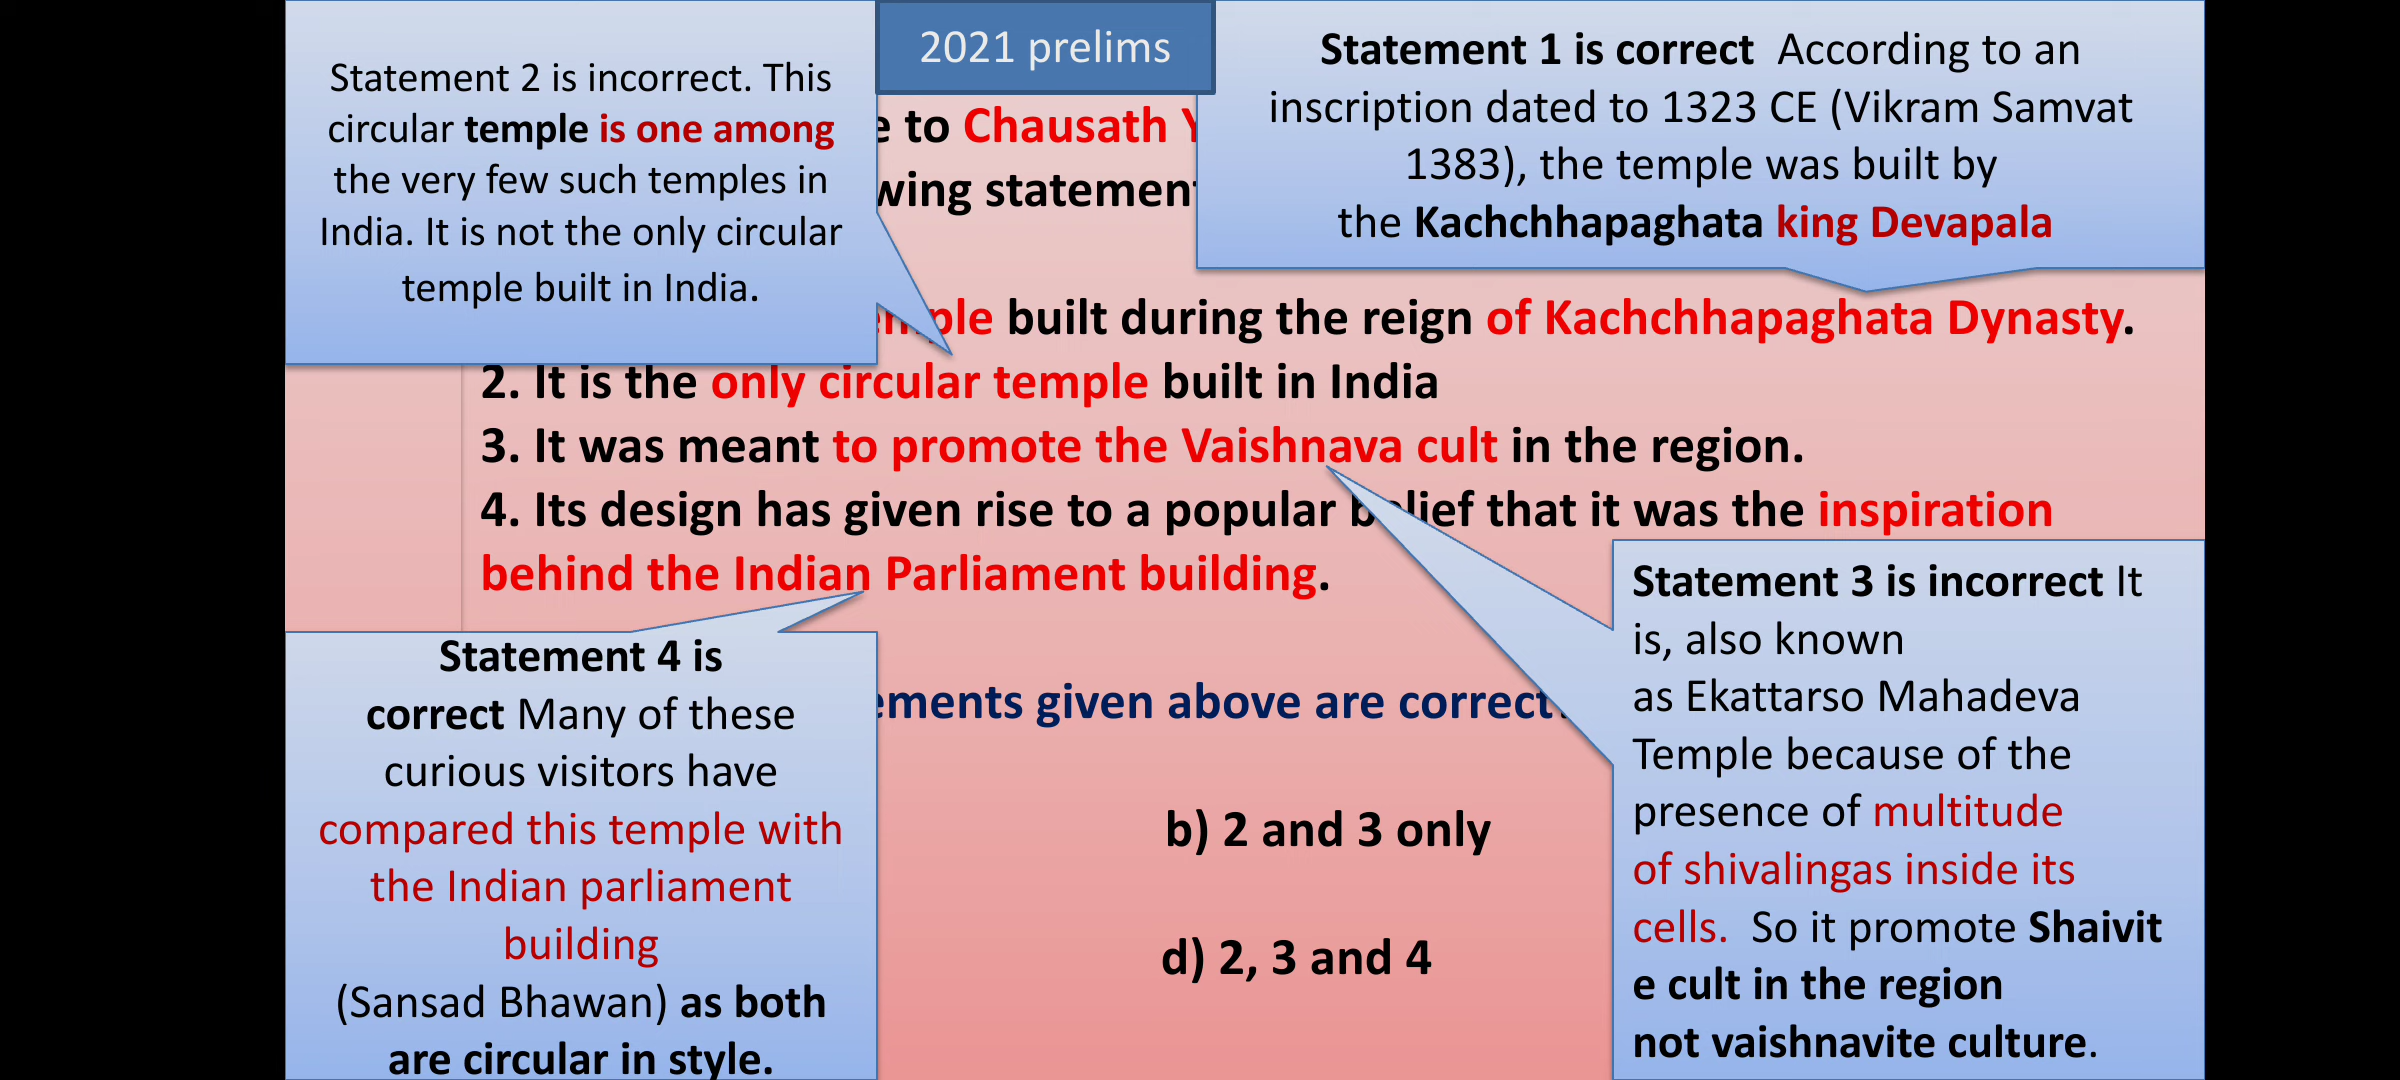 2021 prelims
Statement 2 is incorrect. This
circular temple is one among
the very few such temples in
India. It is not the only circular
temple built in India.
Statement 1 is correct  According to an
inscription dated to 1323 CE (Vikram Samvat
1383), the temple was built by
the Kachchhapaghata king Devapala
to Chausath
built during the reign of Kachchhapaghata Dynasty.
2. It is the only circular temple built in India
3. It was meant to promote the Vaishnava cult in the region.
4. Its design has given rise to a popular belief that it was the inspiration
behind the Indian Parliament building.
given above are correct
b) 2 and 3 only
d) 2, 3 and 4
Statement 4 is
correct Many of these
curious visitors have
compared this temple with
the Indian parliament
building
(Sansad Bhawan) as both
are circular in style.
Statement 3 is incorrect It
is, also known
as Ekattarso Mahadeva
Temple because of the
presence of multitude
of shivalingas inside its
cells.  So it promote Shaivit
e cult in the region
not vaishnavite culture.